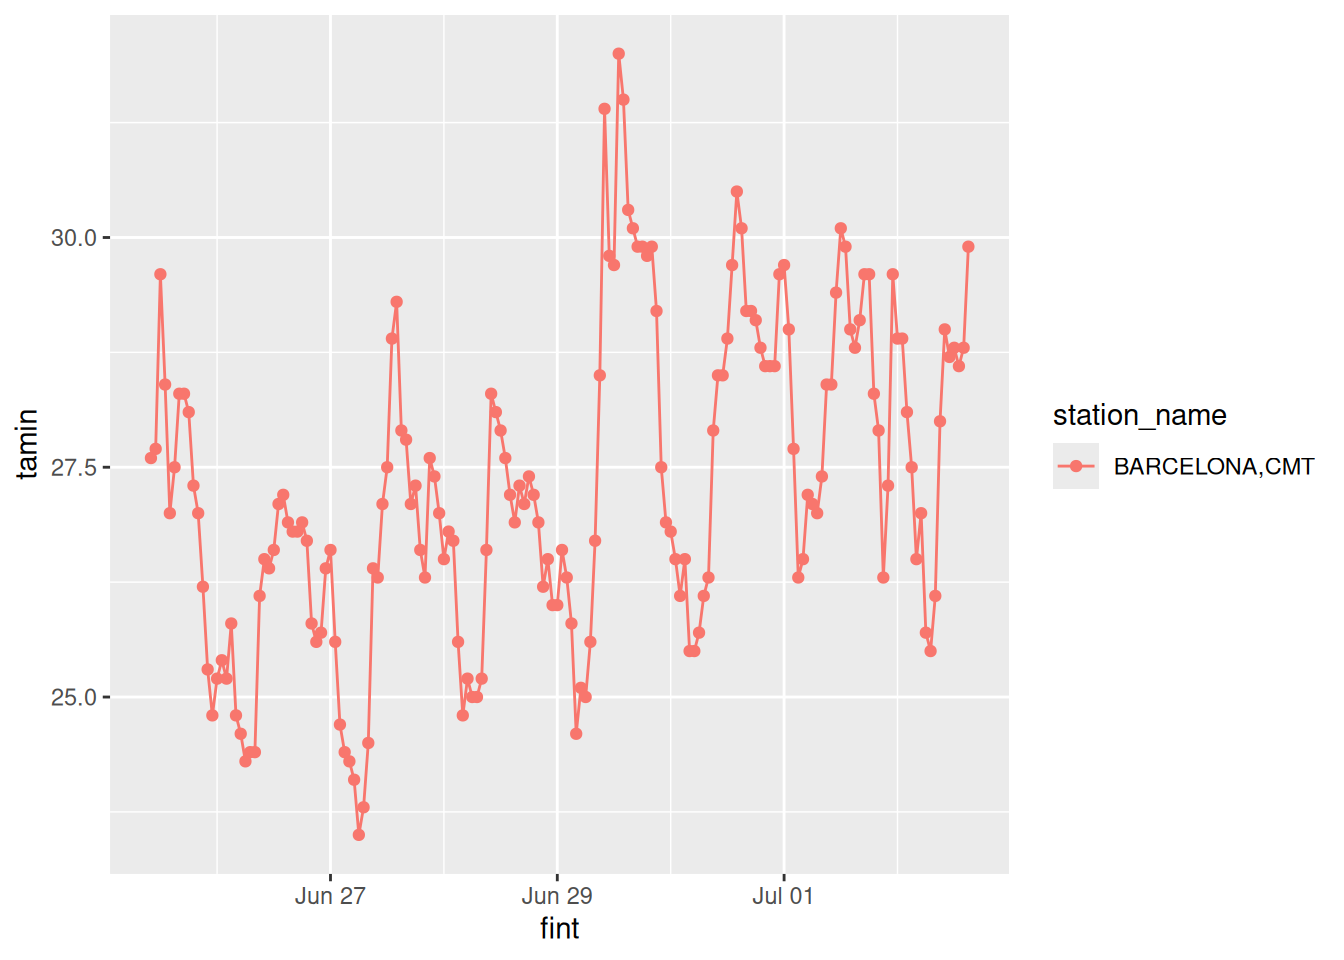 30.0
27.5
25.0
tamin
Jun 27
Jun 29
Jul 01
fint
station_name
BARCELONA,CMT